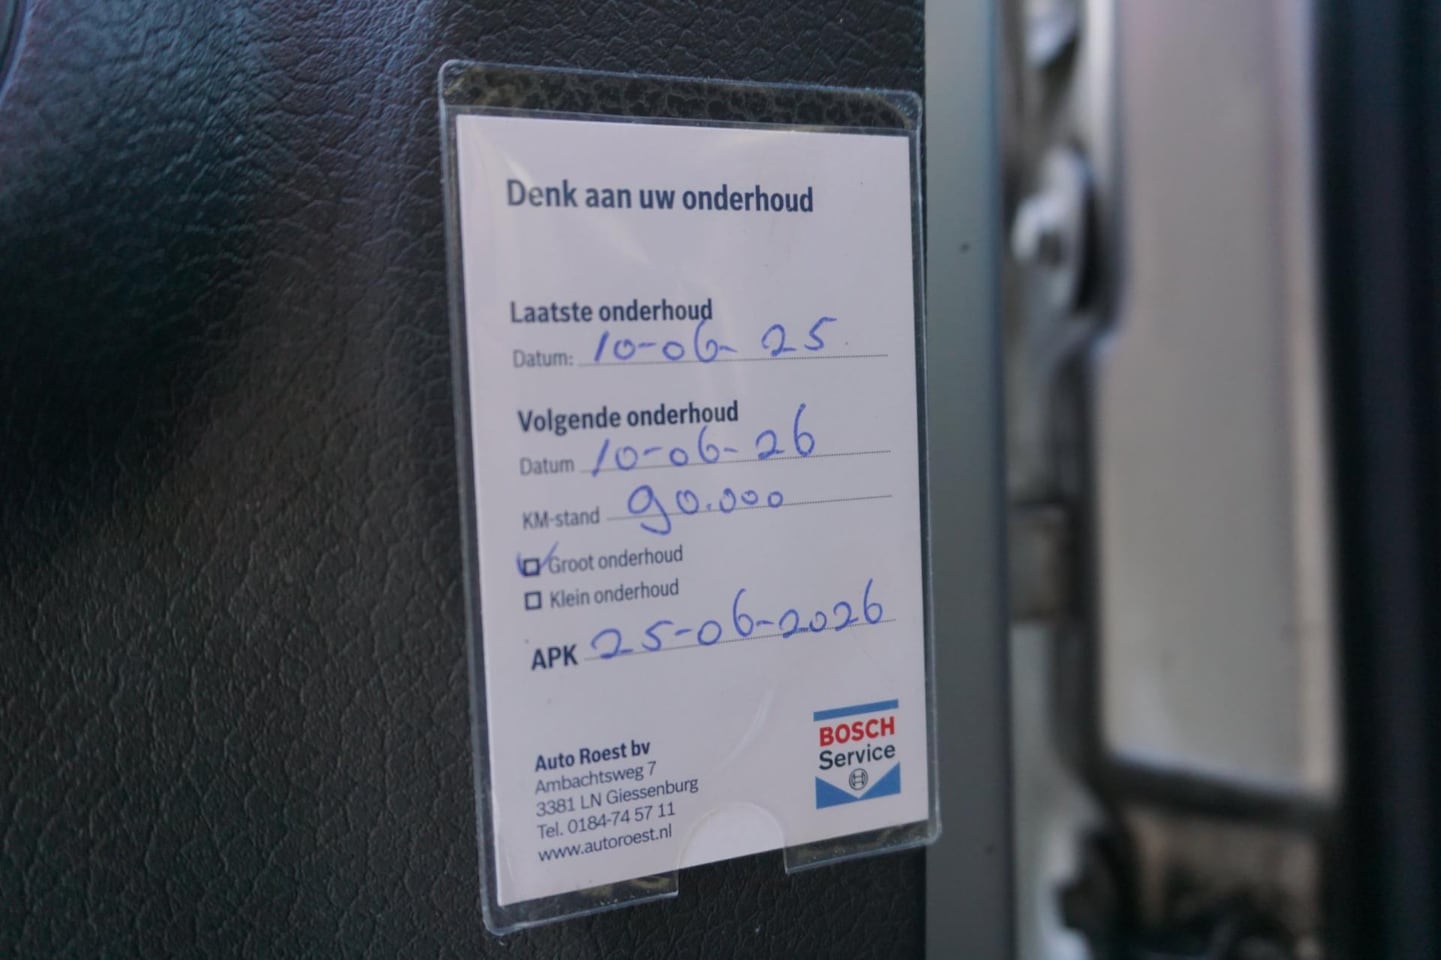 Denk aan uw onderhoud
Laatste onderhoud
Datum: 10-06-25
Volgende onderhoud
Datum 10-06-26
KM-stand 90.000
Groot onderhoud
Klein onderhoud
APK 25-06-2026
Auto Roest bv
Ambachtsweg 7
3381 LN Giessenburg
Tel. 0184-74 57 11
www.autoroest.nl
BOSCH
Service